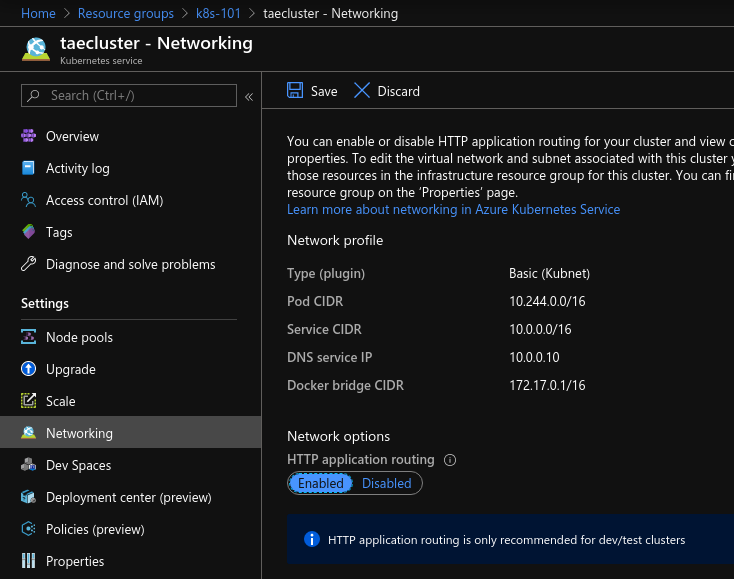 Home > Resource groups > k8s-101 > taecluster - Networking
taecluster - Networking
Kubernetes service
Search (Ctrl+/)
«
Overview
Activity log
Access control (IAM)
Tags
Diagnose and solve problems
Settings
Node pools
Upgrade
Scale
Networking
Dev Spaces
Deployment center (preview)
Policies (preview)
Properties
Save
Discard
You can enable or disable HTTP application routing for your cluster and view
properties. To edit the virtual network and subnet associated with this cluster
those resources in the infrastructure resource group for this cluster. You can
resource group on the 'Properties' page.
Learn more about networking in Azure Kubernetes Service
Network profile
Type (plugin) Basic (Kubnet)
Pod CIDR 10.244.0.0/16
Service CIDR 10.0.0.0/16
DNS service IP 10.0.0.10
Docker bridge CIDR 172.17.0.1/16
Network options
HTTP application routing
Enabled Disabled
HTTP application routing is only recommended for dev/test clusters